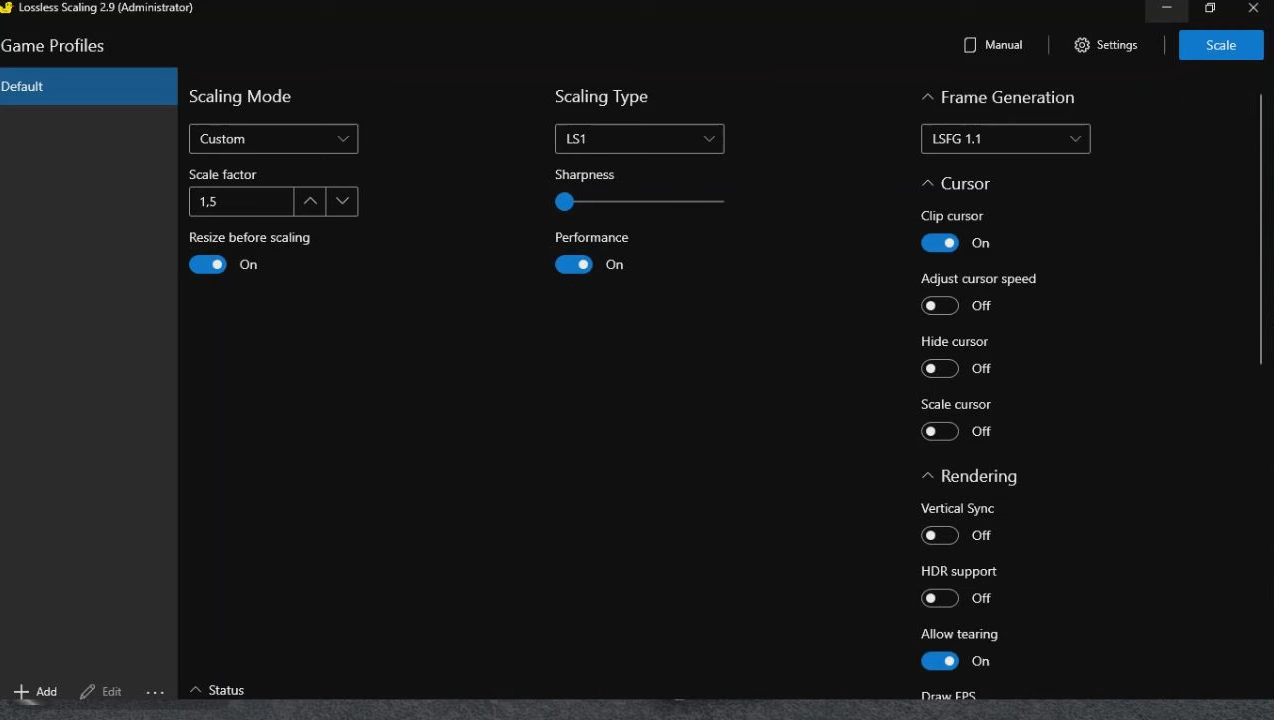 Lossless Scaling 2.9 (Administrator)
Game Profiles
Manual
Settings
Scale
Default
Scaling Mode
Custom
Scale factor
1,5
Resize before scaling
On
Scaling Type
LS1
Sharpness
Performance
On
Frame Generation
LSFG 1.1
Cursor
Clip cursor
On
Adjust cursor speed
Off
Hide cursor
Off
Scale cursor
Off
Rendering
Vertical Sync
Off
HDR support
Off
Allow tearing
On
Draw FPS
Add
Edit
Status